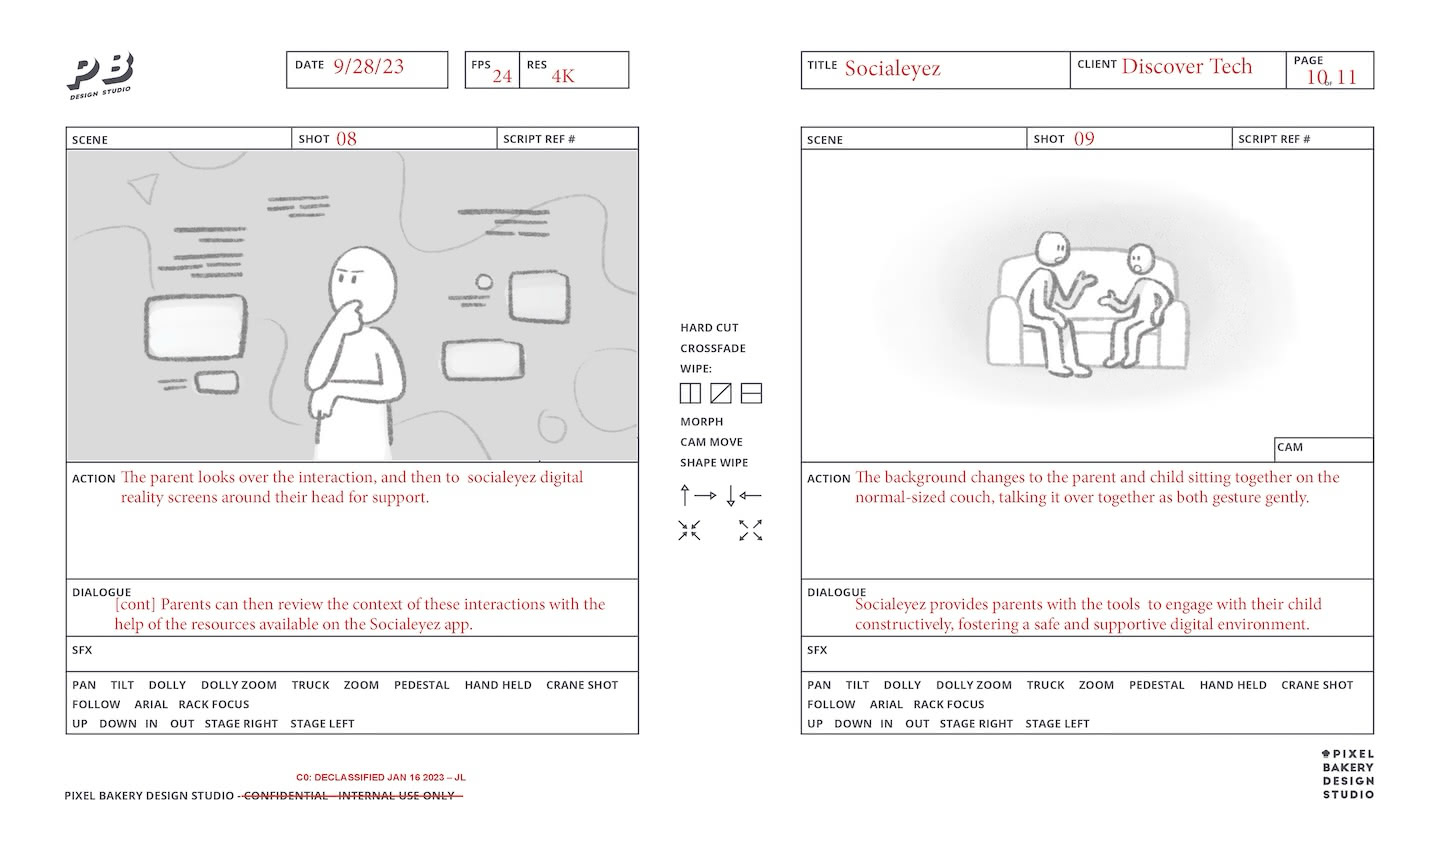 PB
DESIGN STUDIO
DATE 9/28/23
FPS 24
RES 4K
TITLE Socialeyez
CLIENT Discover Tech
PAGE 10 of 11
SCENE
SHOT 08
SCRIPT REF #
ACTION The parent looks over the interaction, and then to socialeyez digital
reality screens around their head for support.
DIALOGUE
[cont] Parents can then review the context of these interactions with the
help of the resources available on the Socialeyez app.
SFX
PAN TILT DOLLY DOLLY ZOOM TRUCK ZOOM PEDESTAL HAND HELD CRANE SHOT
FOLLOW ARIAL RACK FOCUS
UP DOWN IN OUT STAGE RIGHT STAGE LEFT
HARD CUT
CROSSFADE
WIPE:
MORPH
CAM MOVE
SHAPE WIPE
SCENE
SHOT 09
SCRIPT REF #
CAM
ACTION The background changes to the parent and child sitting together on the
normal-sized couch, talking it over together as both gesture gently.
DIALOGUE
Socialeyez provides parents with the tools to engage with their child
constructively, fostering a safe and supportive digital environment.
SFX
PAN TILT DOLLY DOLLY ZOOM TRUCK ZOOM PEDESTAL HAND HELD CRANE SHOT
FOLLOW ARIAL RACK FOCUS
UP DOWN IN OUT STAGE RIGHT STAGE LEFT
C0: DECLASSIFIED JAN 16 2023 – JL
PIXEL BAKERY DESIGN STUDIO - CONFIDENTIAL - INTERNAL USE ONLY
PIXEL
BAKERY
DESIGN
STUDIO